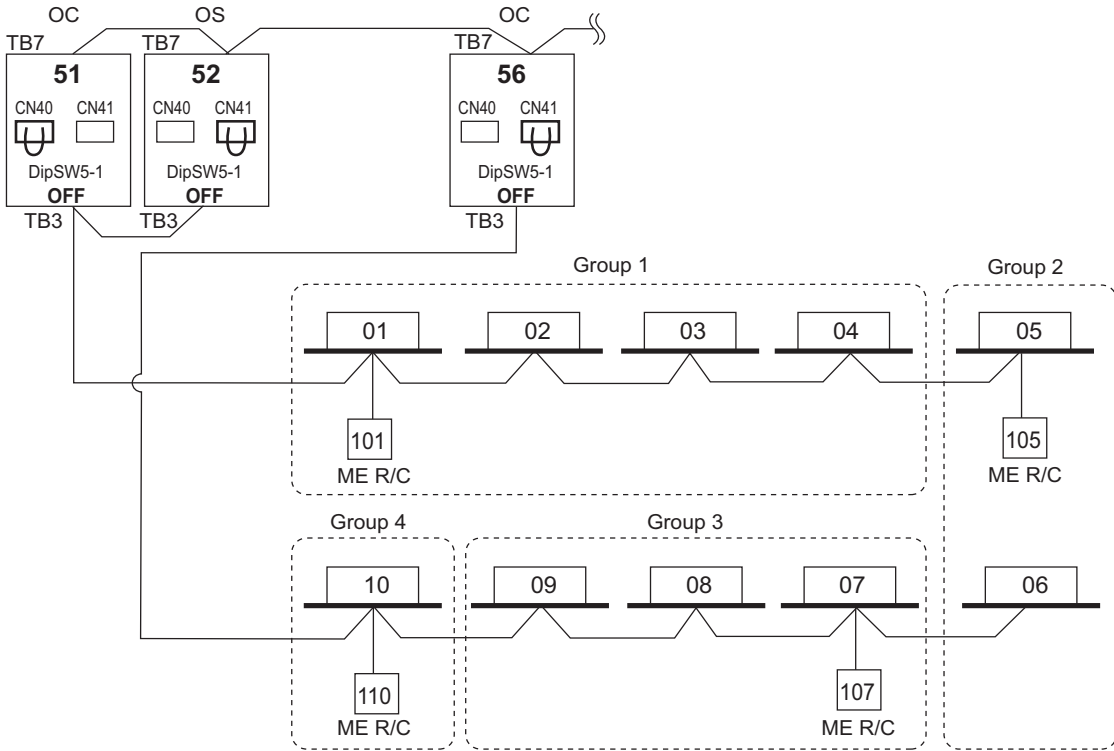 OC OS OC
TB7 TB7 TB7
51 52 56
CN40 CN41 CN40 CN41 CN40 CN41
DipSW5-1 DipSW5-1 DipSW5-1
OFF OFF OFF
TB3 TB3 TB3
Group 1 Group 2
01 02 03 04 05
101 105
ME R/C ME R/C
Group 4 Group 3
10 09 08 07 06
110 107
ME R/C ME R/C